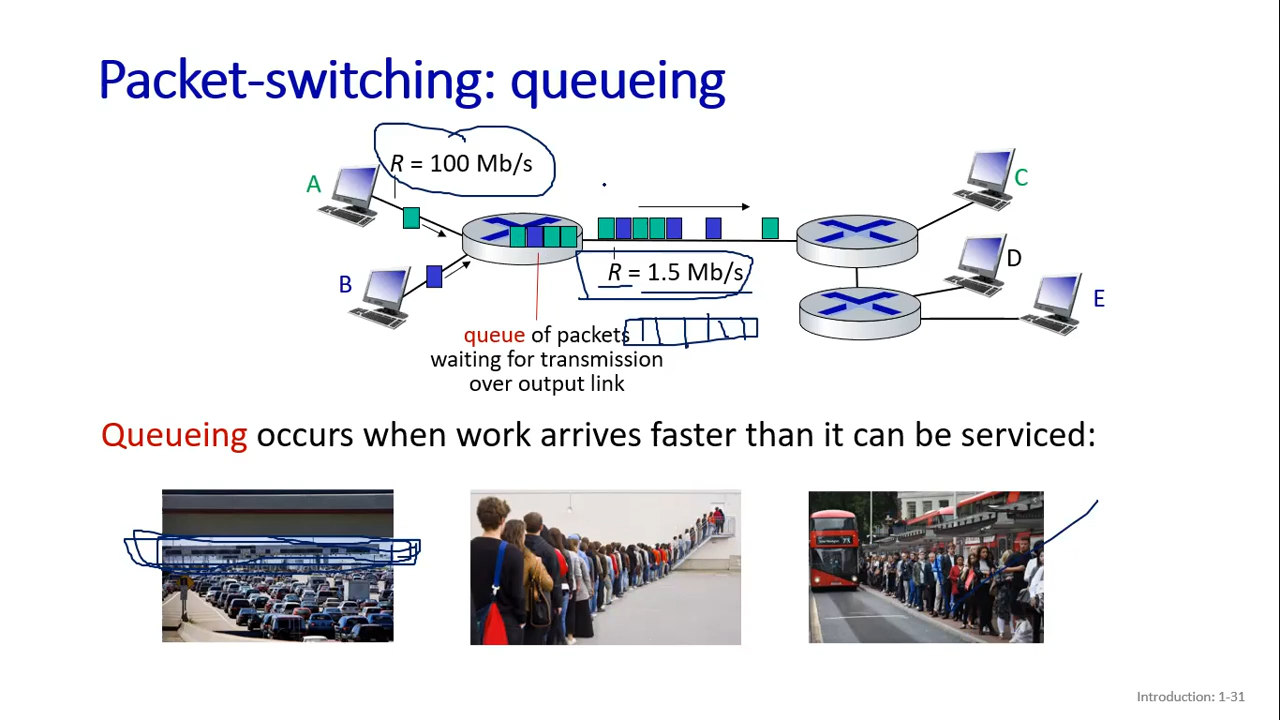 Packet-switching: queueing
R = 100 Mb/s
A
C
B
R = 1.5 Mb/s
D
E
queue of packets
waiting for transmission
over output link
Queueing occurs when work arrives faster than it can be serviced:
Introduction: 1-31